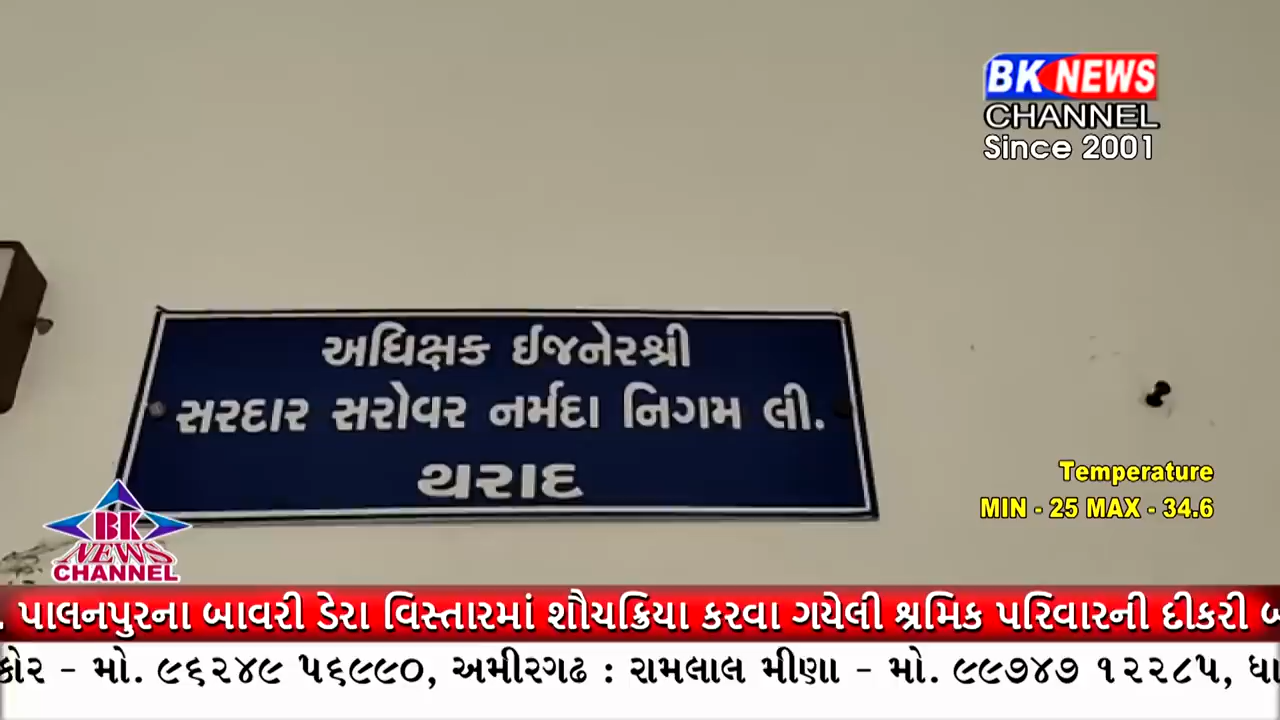 BK NEWS
CHANNEL
Since 2001
અધિક્ષક ઈજનેરશ્રી
સરદાર સરોવર નર્મદા નિગમ લી.
થરાદ
Temperature
MIN - 25 MAX - 34.6
BK
NEWS
CHANNEL
. પાલનપુરના બાવરી ડેરા વિસ્તારમાં શૌચક્રિયા કરવા ગયેલી શ્રમિક પરિવારની દીકરી બ
કોર - મો. ૯૬૨૪૯ ૫૬૯૯૦, અમીરગઢ : રામલાલ મીણા - મો. ૯૯૭૪૭ ૧૨૨૮૫, ધા